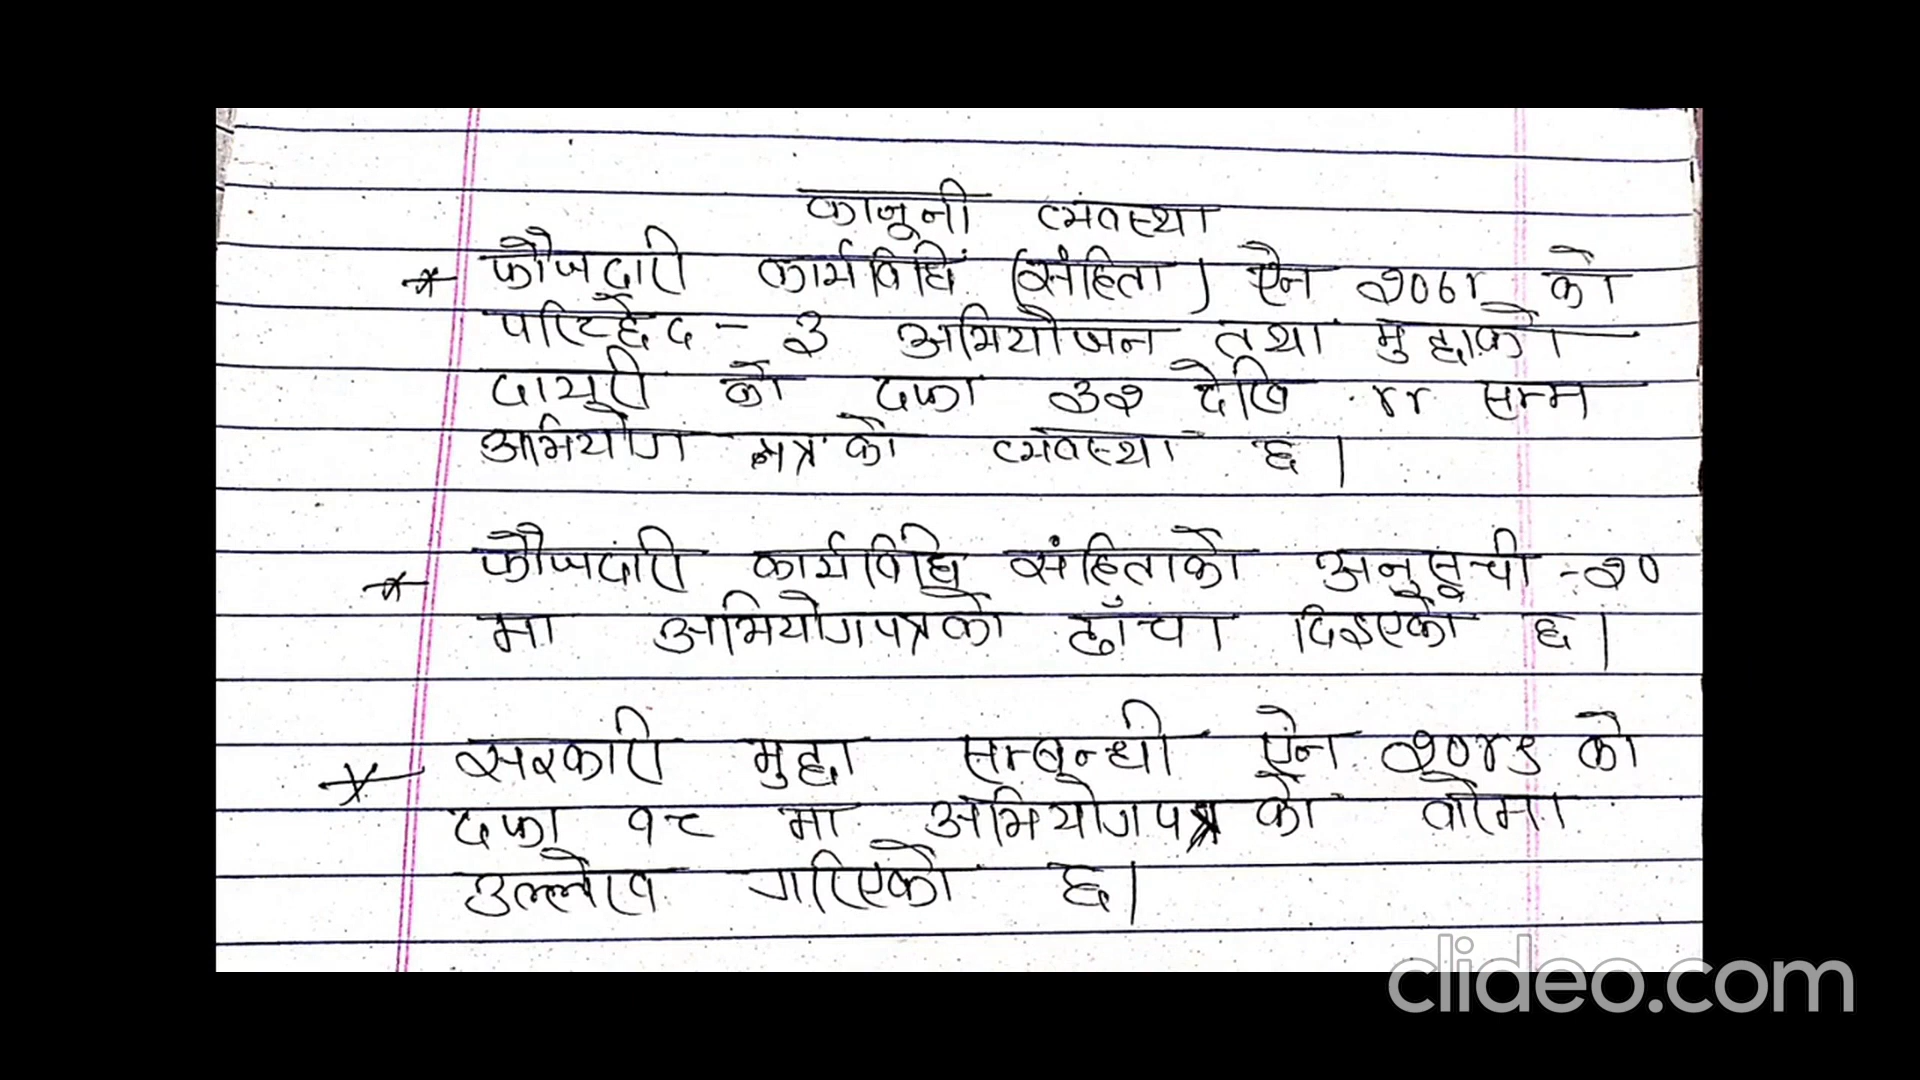 कानूनी व्यवस्था
* फौजदारी कार्यविधि (संहिता) ऐन २०७४ को
परिच्छेद - ३ अभियोजन तथा मुद्दाको
दायरी को दफा ३२ देखि ४४ सम्म
अभियोग पत्रको व्यवस्था छ।
* फौजदारी कार्यविधि संहिताको अनुसूची - २०
मा अभियोगपत्रको ढाँचा दिइएको छ।
* सरकारी मुद्दा सम्बन्धी ऐन २०४९ को
दफा १८ मा अभियोगपत्र को वारेमा
उल्लेख गरिएको छ।
clideo.com